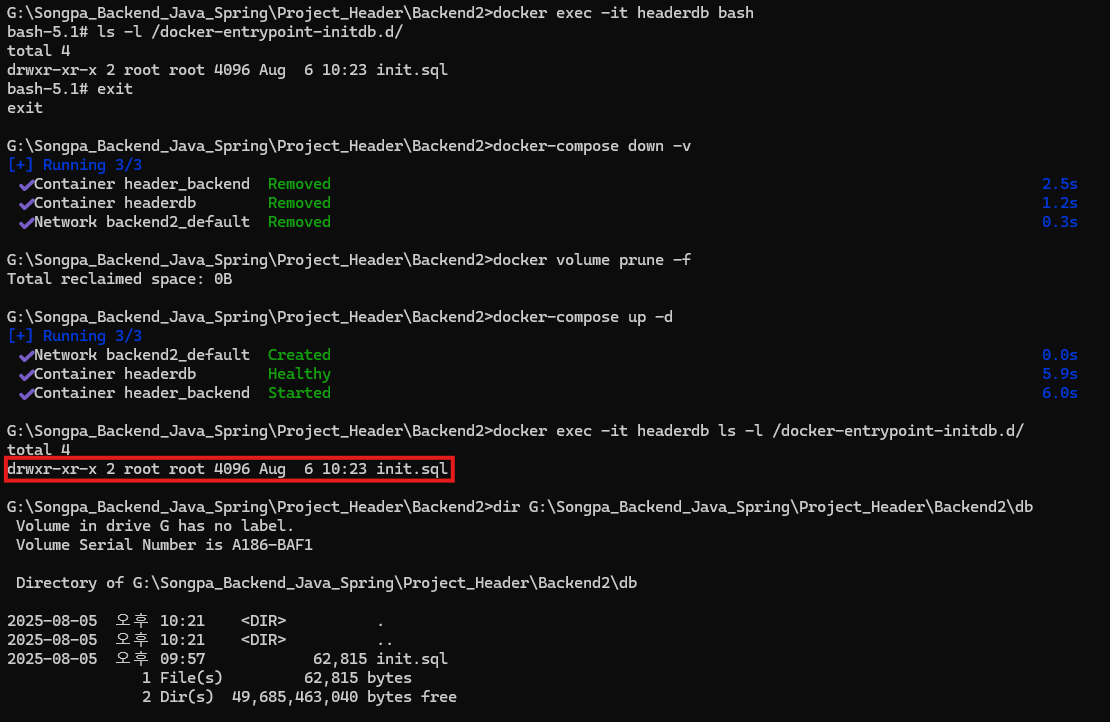 G:\Songpa_Backend_Java_Spring\Project_Header\Backend2>docker exec -it headerdb bash
bash-5.1# ls -l /docker-entrypoint-initdb.d/
total 4
drwxr-xr-x 2 root root 4096 Aug  6 10:23 init.sql
bash-5.1# exit
exit
G:\Songpa_Backend_Java_Spring\Project_Header\Backend2>docker-compose down -v
[+] Running 3/3
✔Container header_backend  Removed 2.5s
✔Container headerdb  Removed 1.2s
✔Network backend2_default  Removed 0.3s
G:\Songpa_Backend_Java_Spring\Project_Header\Backend2>docker volume prune -f
Total reclaimed space: 0B
G:\Songpa_Backend_Java_Spring\Project_Header\Backend2>docker-compose up -d
[+] Running 3/3
✔Network backend2_default  Created 0.0s
✔Container headerdb  Healthy 5.9s
✔Container header_backend  Started 6.0s
G:\Songpa_Backend_Java_Spring\Project_Header\Backend2>docker exec -it headerdb ls -l /docker-entrypoint-initdb.d/
total 4
drwxr-xr-x 2 root root 4096 Aug  6 10:23 init.sql
G:\Songpa_Backend_Java_Spring\Project_Header\Backend2>dir G:\Songpa_Backend_Java_Spring\Project_Header\Backend2\db
Volume in drive G has no label.
Volume Serial Number is A186-BAF1
Directory of G:\Songpa_Backend_Java_Spring\Project_Header\Backend2\db
2025-08-05  오후 10:21    <DIR>          .
2025-08-05  오후 10:21    <DIR>          ..
2025-08-05  오후 09:57            62,815 init.sql
1 File(s)         62,815 bytes
2 Dir(s)  49,685,463,040 bytes free